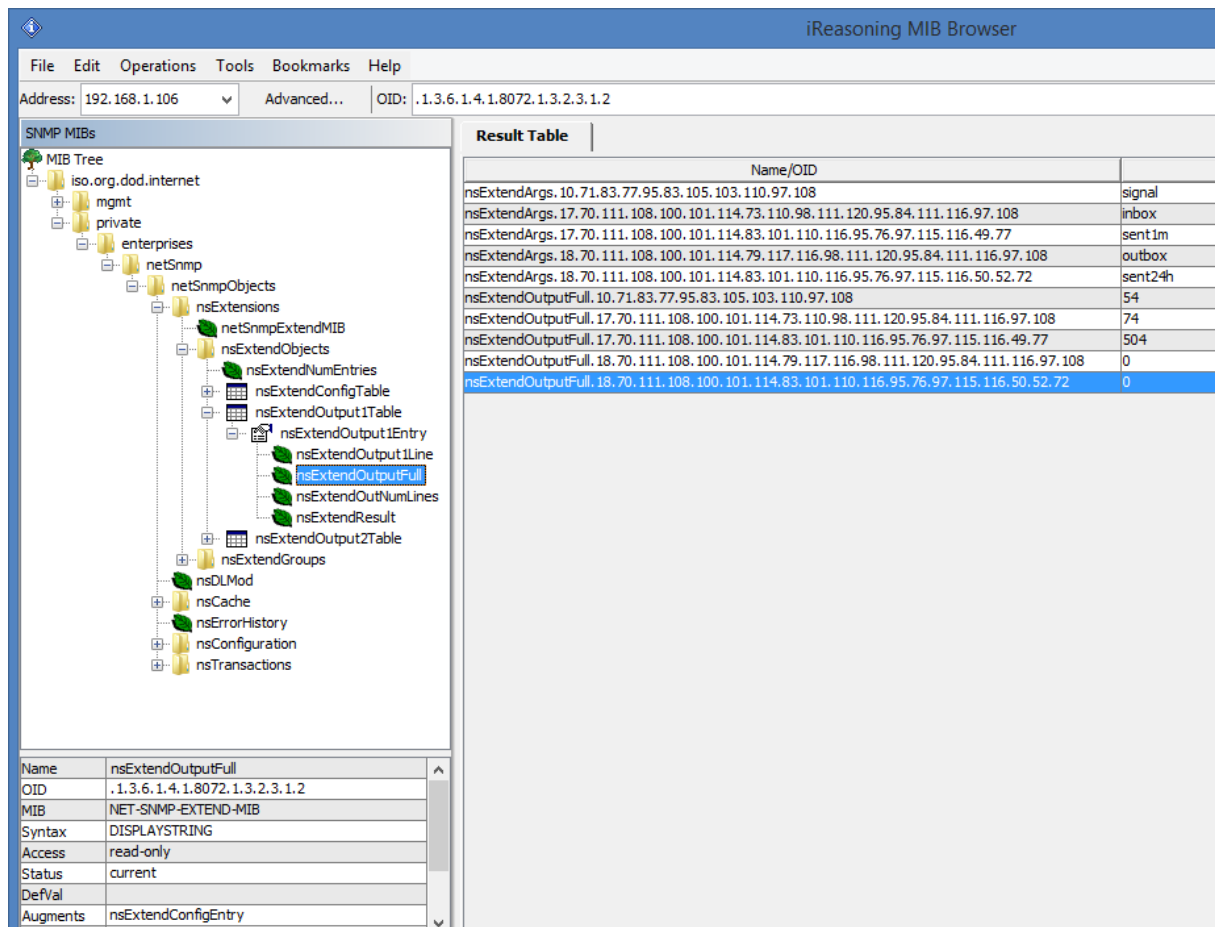 iReasoning MIB Browser
File Edit Operations Tools Bookmarks Help
Address: 192.168.1.106 Advanced... OID: .1.3.6.1.4.1.8072.1.3.2.3.1.2
SNMP MIBs
MIB Tree
iso.org.dod.internet
mgmt
private
enterprises
netSnmp
netSnmpObjects
nsExtensions
netSnmpExtendMIB
nsExtendObjects
nsExtendNumEntries
nsExtendConfigTable
nsExtendOutput1Table
nsExtendOutput1Entry
nsExtendOutput1Line
nsExtendOutputFull
nsExtendOutNumLines
nsExtendResult
nsExtendOutput2Table
nsExtendGroups
nsDLMod
nsCache
nsErrorHistory
nsConfiguration
nsTransactions
Name nsExtendOutputFull
OID .1.3.6.1.4.1.8072.1.3.2.3.1.2
MIB NET-SNMP-EXTEND-MIB
Syntax DISPLAYSTRING
Access read-only
Status current
DefVal
Augments nsExtendConfigEntry
Result Table
Name/OID
nsExtendArgs.10.71.83.77.95.83.105.103.110.97.108 signal
nsExtendArgs.17.70.111.108.100.101.114.73.110.98.111.120.95.84.111.116.97.108 inbox
nsExtendArgs.17.70.111.108.100.101.114.83.101.110.116.95.76.97.115.116.49.77 sent1m
nsExtendArgs.18.70.111.108.100.101.114.79.117.116.98.111.120.95.84.111.116.97.108 outbox
nsExtendArgs.18.70.111.108.100.101.114.83.101.110.116.95.76.97.115.116.50.52.72 sent24h
nsExtendOutputFull.10.71.83.77.95.83.105.103.110.97.108 54
nsExtendOutputFull.17.70.111.108.100.101.114.73.110.98.111.120.95.84.111.116.97.108 74
nsExtendOutputFull.17.70.111.108.100.101.114.83.101.110.116.95.76.97.115.116.49.77 504
nsExtendOutputFull.18.70.111.108.100.101.114.79.117.116.98.111.120.95.84.111.116.97.108 0
nsExtendOutputFull.18.70.111.108.100.101.114.83.101.110.116.95.76.97.115.116.50.52.72 0